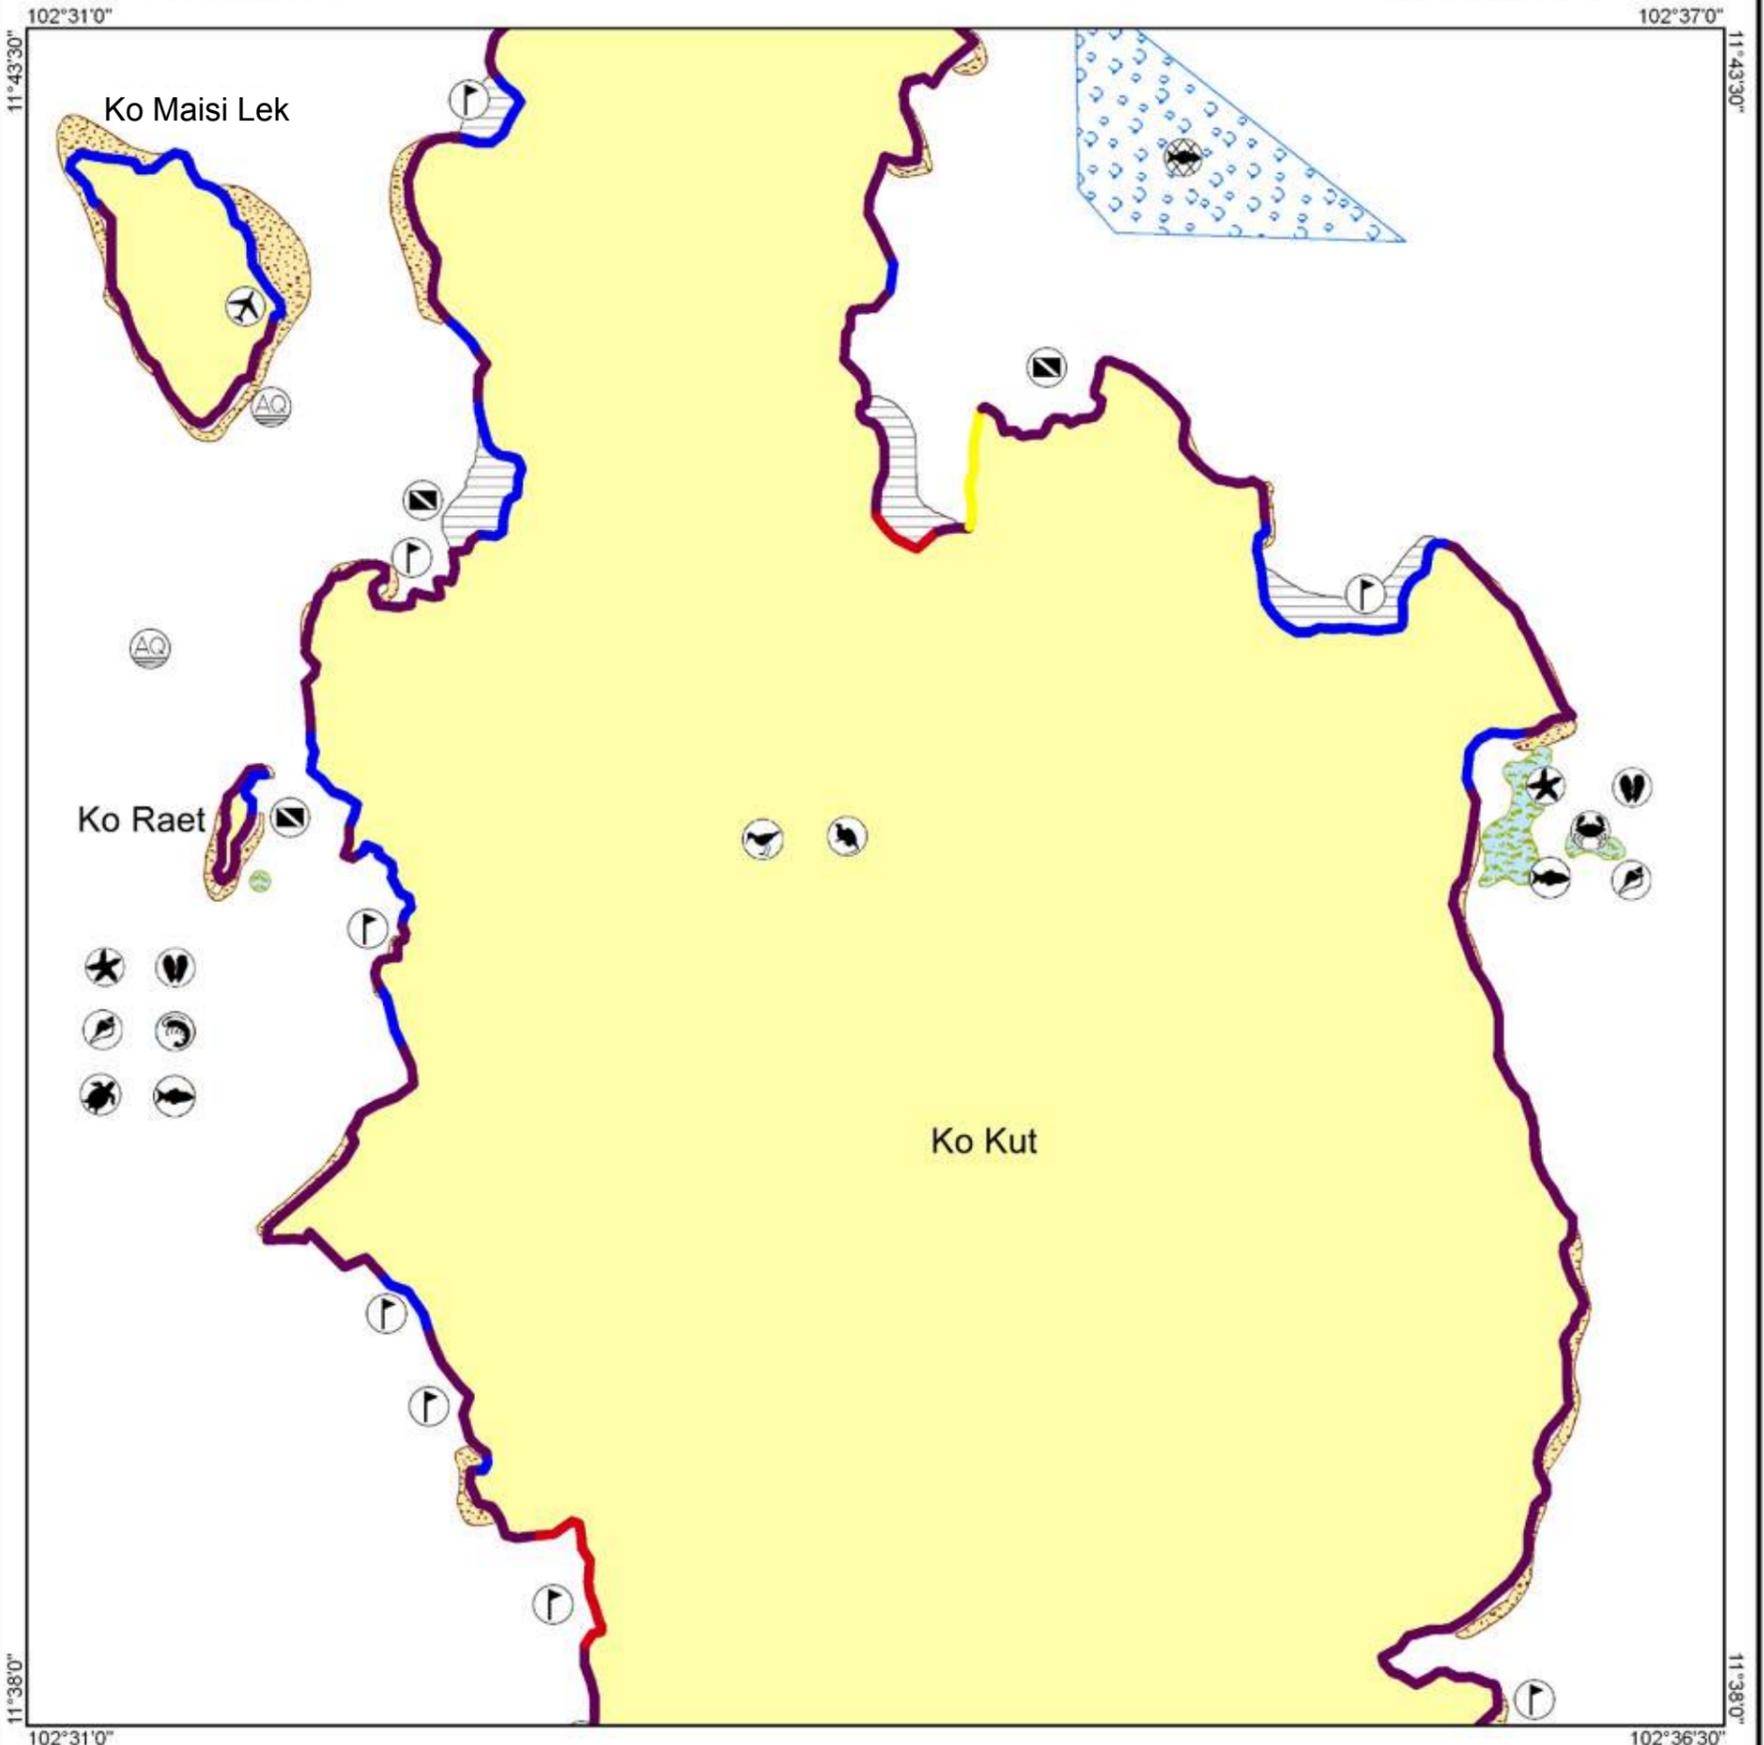 102°31'0" 102°37'0"
11°43'30" 11°43'30"
Ko Maisi Lek
AQ
AQ
Ko Raet
Ko Kut
11°38'0" 11°38'0"
102°31'0" 102°36'30"